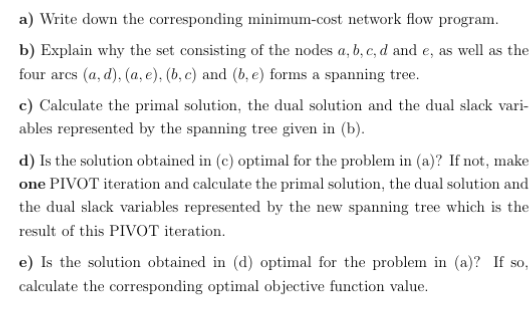 a) Write down the corresponding minimum-cost network flow program.
b) Explain why the set consisting of the nodes a, b, c, d and e, as well as the
four arcs (a, d), (a, e), (b, c) and (b, e) forms a spanning tree.
c) Calculate the primal solution, the dual solution and the dual slack vari-
ables represented by the spanning tree given in (b).
d) Is the solution obtained in (c) optimal for the problem in (a)? If not, make
one PIVOT iteration and calculate the primal solution, the dual solution and
the dual slack variables represented by the new spanning tree which is the
result of this PIVOT iteration.
e) Is the solution obtained in (d) optimal for the problem in (a)? If so,
calculate the corresponding optimal objective function value.